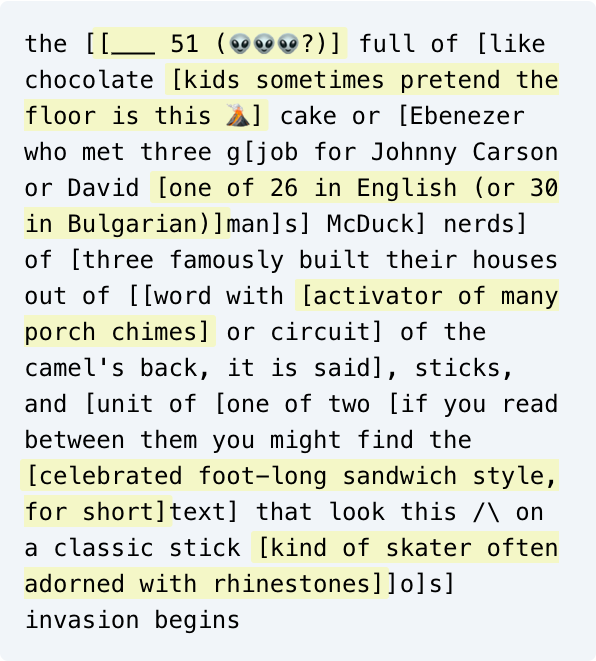 the [[___ 51 (👽👽👽?)] full of [like
chocolate [kids sometimes pretend the
floor is this 🌋] cake or [Ebenezer
who met three g[job for Johnny Carson
or David [one of 26 in English (or 30
in Bulgarian)]man]s] McDuck] nerds]
of [three famously built their houses
out of [[word with [activator of many
porch chimes] or circuit] of the
camel's back, it is said], sticks,
and [unit of [one of two [if you read
between them you might find the
[celebrated foot-long sandwich style,
for short]text] that look this /\ on
a classic stick [kind of skater often
adorned with rhinestones]]o]s]
invasion begins